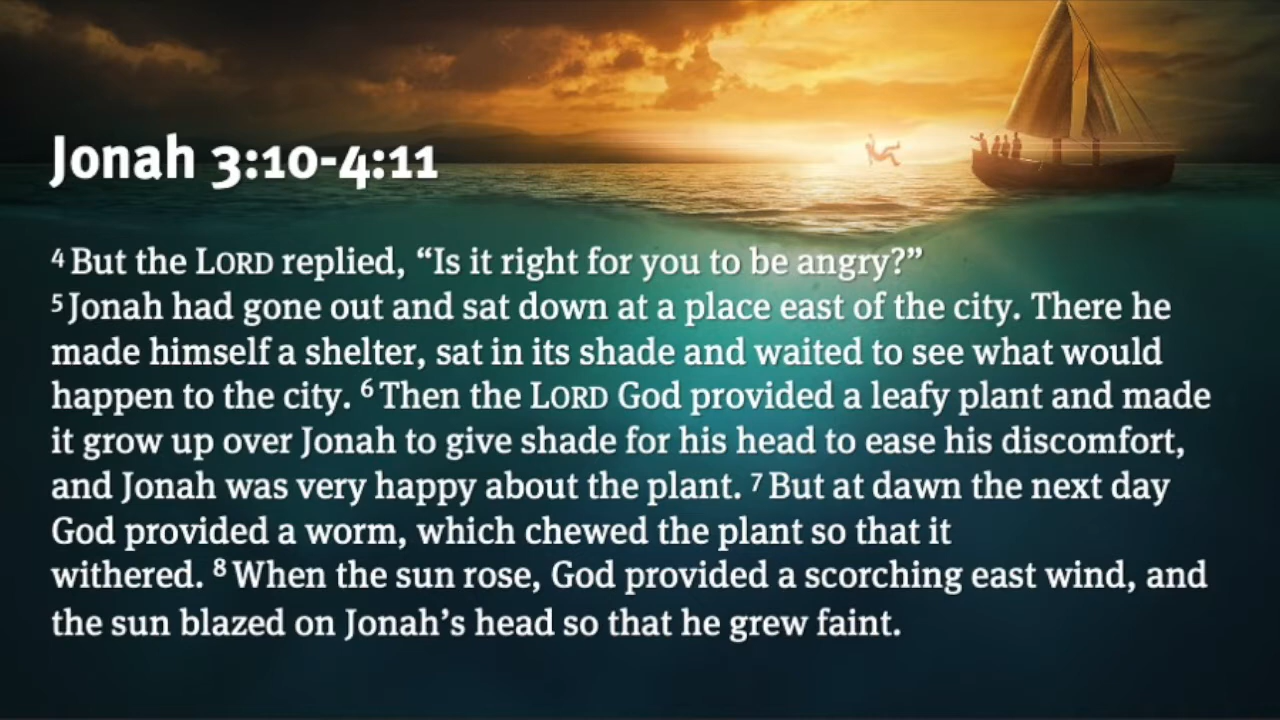 Jonah 3:10-4:11
4 But the LORD replied, “Is it right for you to be angry?”
5 Jonah had gone out and sat down at a place east of the city. There he
made himself a shelter, sat in its shade and waited to see what would
happen to the city. 6 Then the LORD God provided a leafy plant and made
it grow up over Jonah to give shade for his head to ease his discomfort,
and Jonah was very happy about the plant. 7 But at dawn the next day
God provided a worm, which chewed the plant so that it
withered. 8 When the sun rose, God provided a scorching east wind, and
the sun blazed on Jonah’s head so that he grew faint.